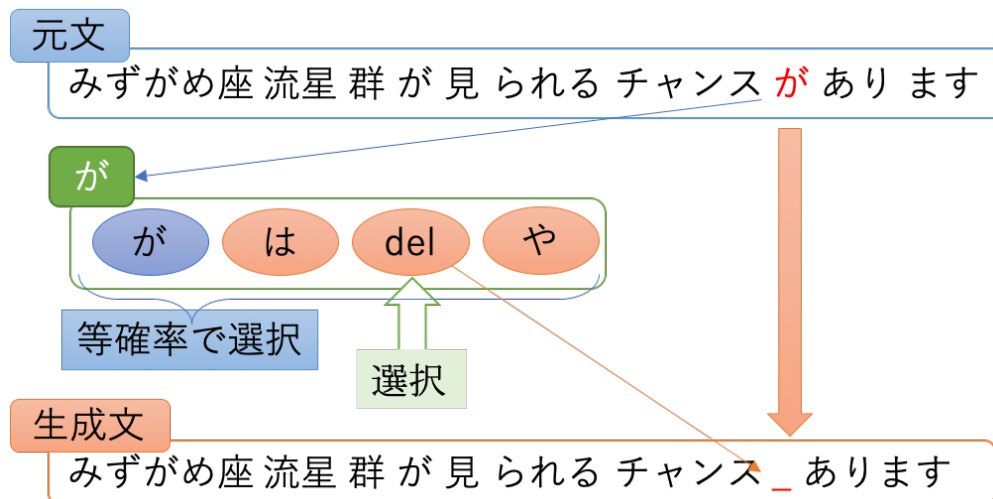 元文
みずがめ座 流星 群 が 見 られる チャンス が あり ます
が
が は del や
等確率で選択
選択
生成文
みずがめ座 流星 群 が 見 られる チャンス _ あります